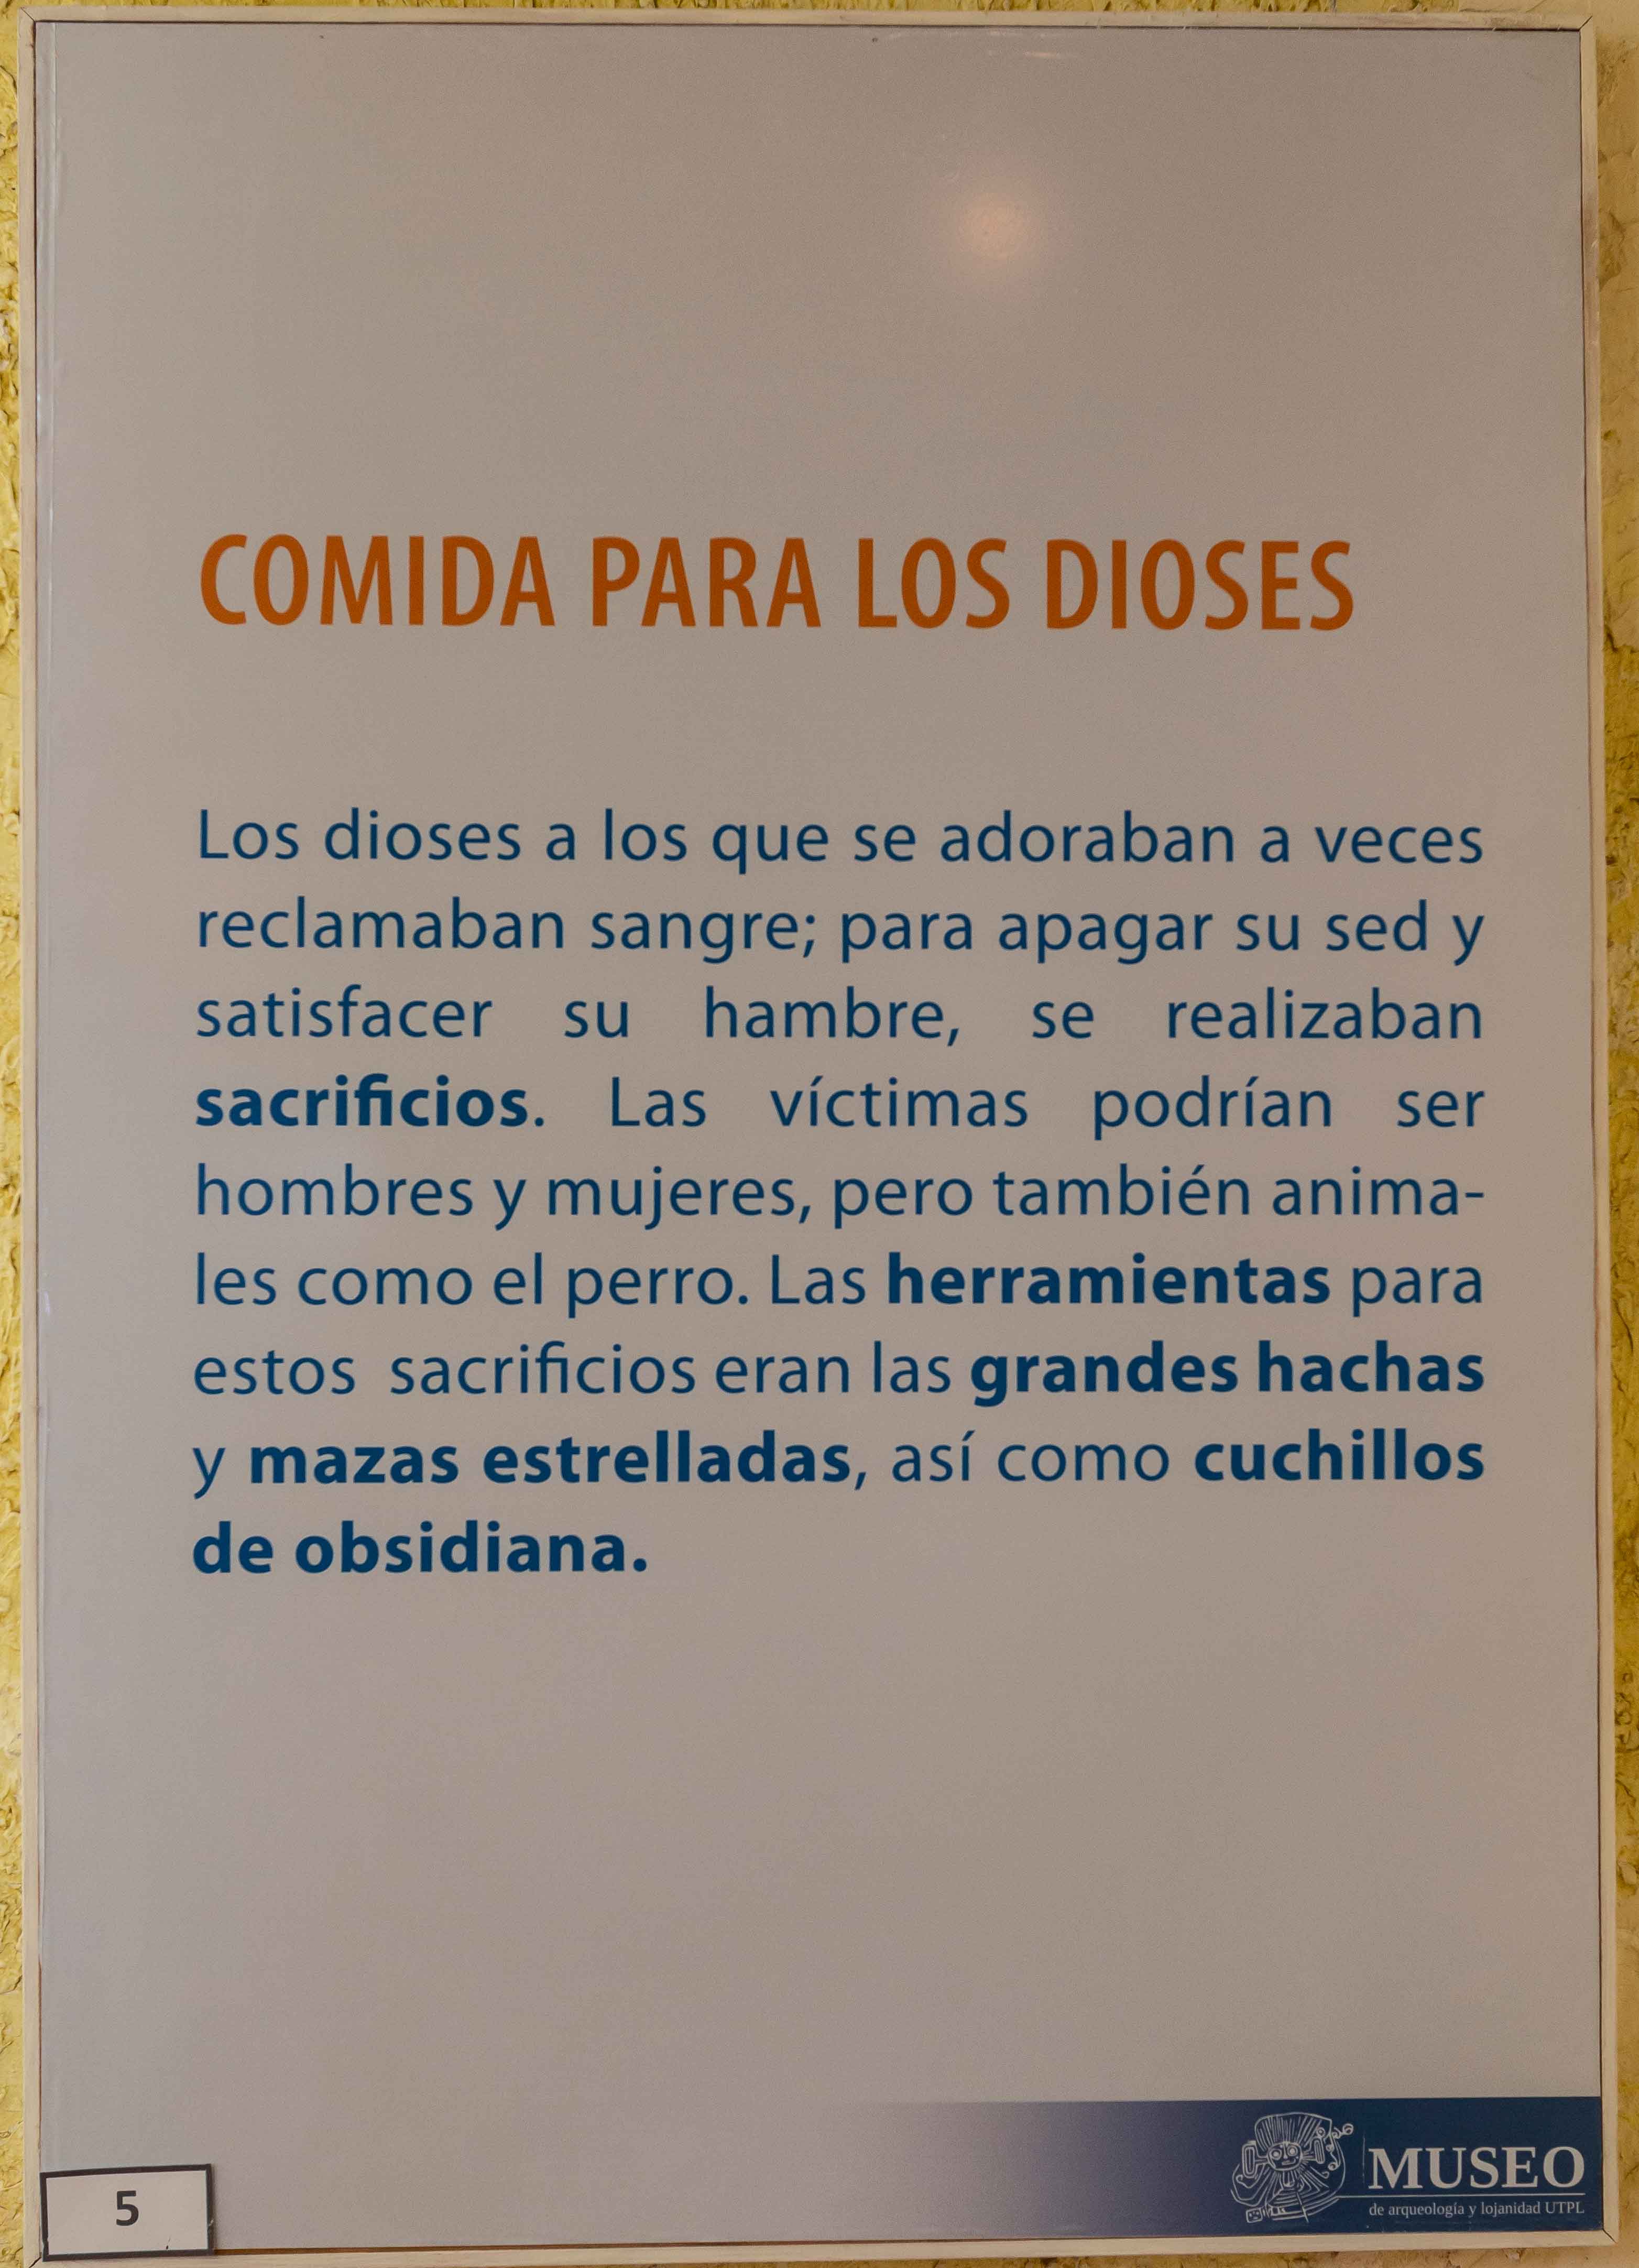 COMIDA PARA LOS DIOSES
Los dioses a los que se adoraban a veces
reclamaban sangre; para apagar su sed y
satisfacer su hambre, se realizaban
sacrificios. Las víctimas podrían ser
hombres y mujeres, pero también anima-
les como el perro. Las herramientas para
estos sacrificios eran las grandes hachas
y mazas estrelladas, así como cuchillos
de obsidiana.
5
MUSEO
de arqueología y lojanidad UTPL